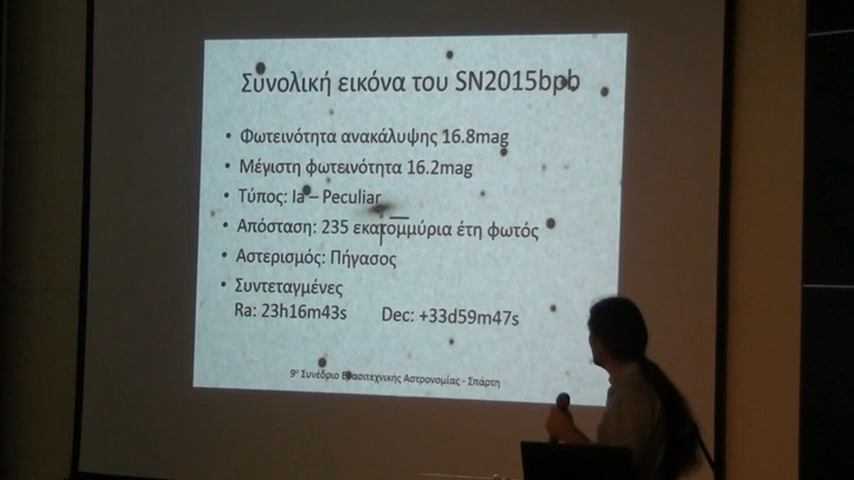 Συνολική εικόνα του SN2015bpb
• Φωτεινότητα ανακάλυψης 16.8mag
• Μέγιστη φωτεινότητα 16.2mag
• Τύπος: Ia – Peculiar
• Απόσταση: 235 εκατομμύρια έτη φωτός
• Αστερισμός: Πήγασος
• Συντεταγμένες
Ra: 23h16m43s Dec: +33d59m47s
9ο Συνέδριο Ερασιτεχνικής Αστρονομίας - Σπάρτη